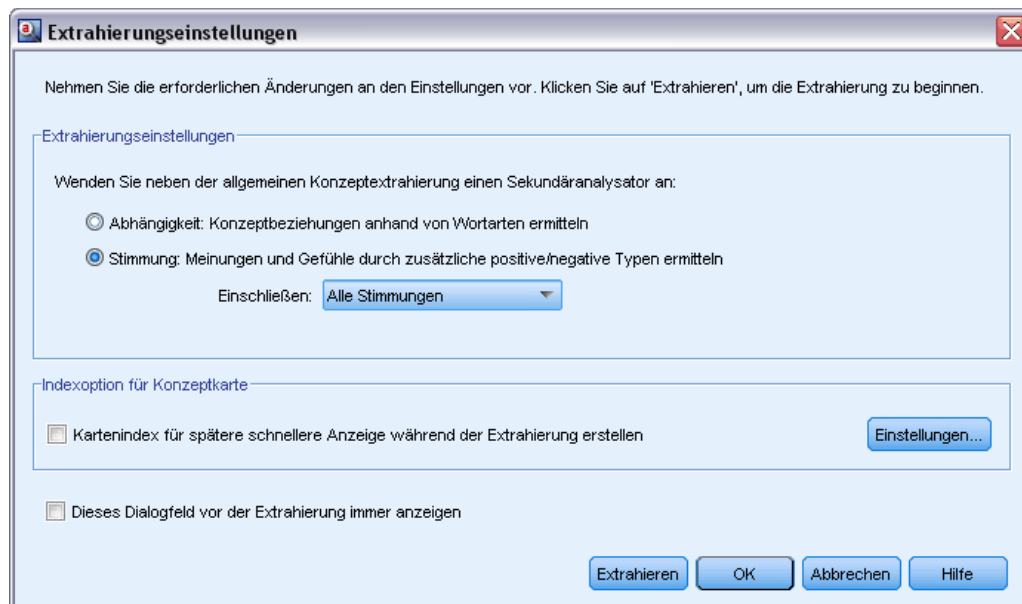 Extrahierungseinstellungen
Nehmen Sie die erforderlichen Änderungen an den Einstellungen vor. Klicken Sie auf 'Extrahieren', um die Extrahierung zu beginnen.
Extrahierungseinstellungen
Wenden Sie neben der allgemeinen Konzeptextrahierung einen Sekundäranalysator an:
Abhängigkeit: Konzeptbeziehungen anhand von Wortarten ermitteln
Stimmung: Meinungen und Gefühle durch zusätzliche positive/negative Typen ermitteln
Einschließen: Alle Stimmungen
Indexoption für Konzeptkarte
Kartenindex für spätere schnellere Anzeige während der Extrahierung erstellen Einstellungen...
Dieses Dialogfeld vor der Extrahierung immer anzeigen
Extrahieren OK Abbrechen Hilfe